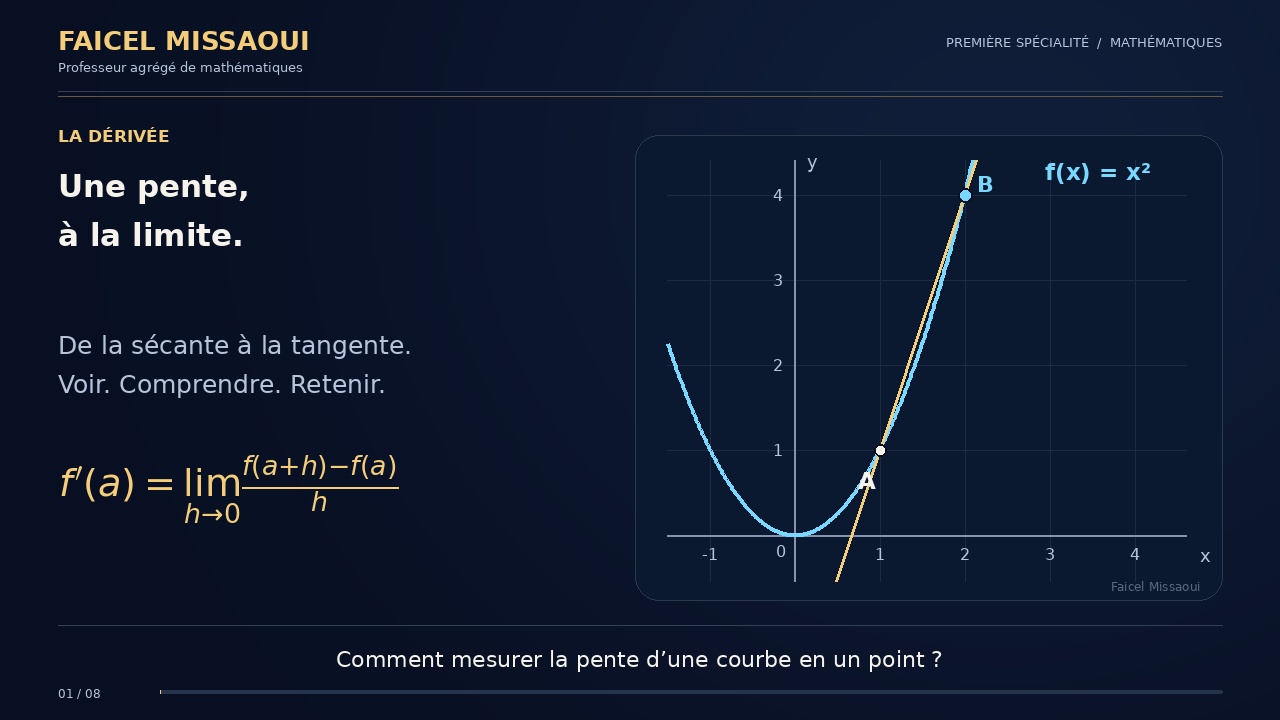 FAICEL MISSAOUI
Professeur agrégé de mathématiques
PREMIÈRE SPÉCIALITÉ / MATHÉMATIQUES
LA DÉRIVÉE
Une pente,
à la limite.
De la sécante à la tangente.
Voir. Comprendre. Retenir.
f′(a) = lim h→0 f(a+h)−f(a) / h
y
f(x) = x²
B
4
3
2
1
A
-1 0 1 2 3 4 x
Faicel Missaoui
Comment mesurer la pente d’une courbe en un point ?
01 / 08